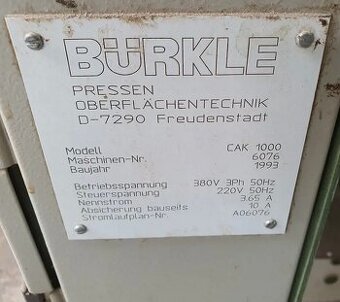 BÜRKLE
PRESSEN
OBERFLÄCHENTECHNIK
D-7290 Freudenstadt
Modell CAK 1000
Maschinen-Nr. 6076
Baujahr 1993
Betriebsspannung 380V 3Ph 50Hz
Steuerspannung 220V 50Hz
Nennstrom 3.65 A
Absicherung bauseits 10 A
Stromlaufplan-Nr. A06076